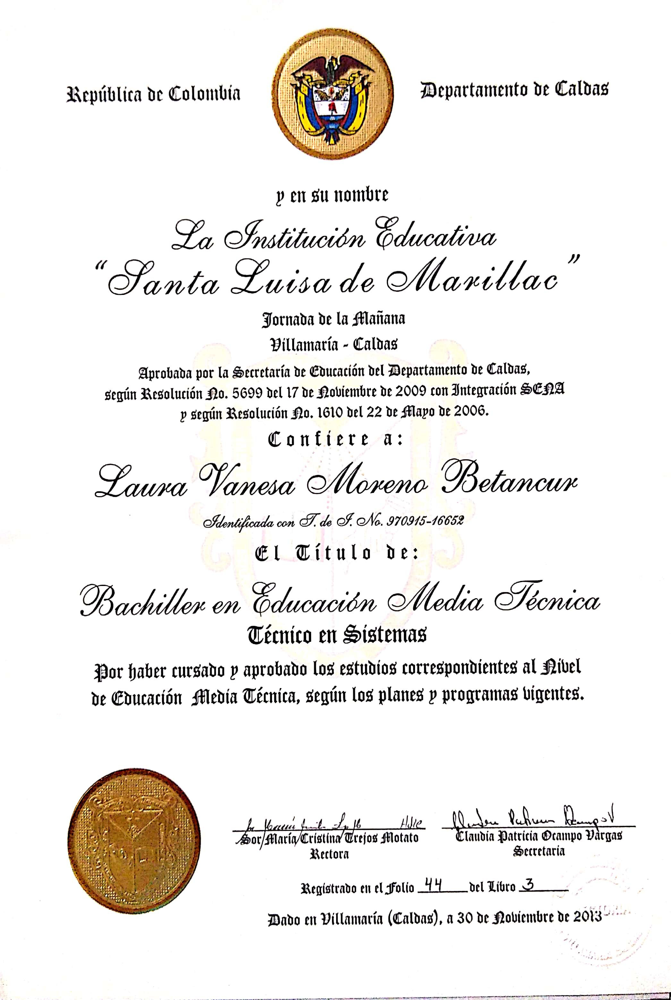 República de Colombia
Departamento de Caldas
y en su nombre
La Institución Educativa
“Santa Luisa de Marillac”
Jornada de la Mañana
Villamaría - Caldas
Aprobada por la Secretaría de Educación del Departamento de Caldas,
según Resolución No. 5699 del 17 de Noviembre de 2009 con Integración SENA
y según Resolución No. 1610 del 22 de Mayo de 2006.
Confiere a:
Laura Vanesa Moreno Betancur
Identificada con T. de I. No. 970915-16652
El Título de:
Bachiller en Educación Media Técnica
Técnico en Sistemas
Por haber cursado y aprobado los estudios correspondientes al Nivel
de Educación Media Técnica, según los planes y programas vigentes.
Sor María Cristina Trejos Motato
Rectora
Claudia Patricia Ocampo Vargas
Secretaria
Registrado en el Folio 44 del Libro 3
Dado en Villamaría (Caldas), a 30 de Noviembre de 2013